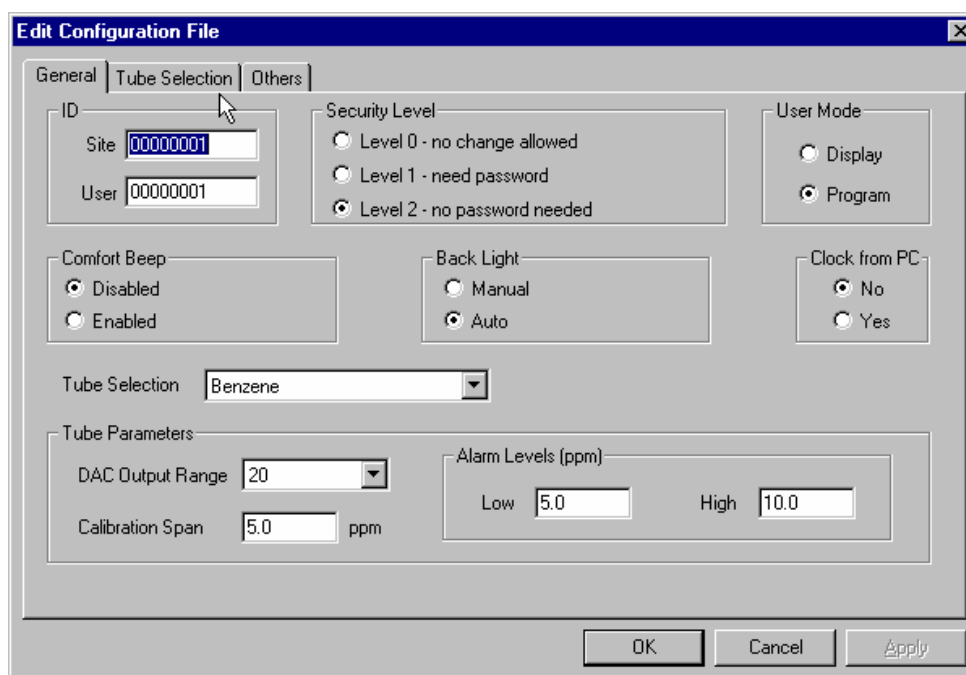 Edit Configuration File
General Tube Selection Others
ID
Site 00000001
User 00000001
Security Level
Level 0 - no change allowed
Level 1 - need password
Level 2 - no password needed
User Mode
Display
Program
Comfort Beep
Disabled
Enabled
Back Light
Manual
Auto
Clock from PC
No
Yes
Tube Selection Benzene
Tube Parameters
DAC Output Range 20
Calibration Span 5.0 ppm
Alarm Levels (ppm)
Low 5.0 High 10.0
OK Cancel Apply